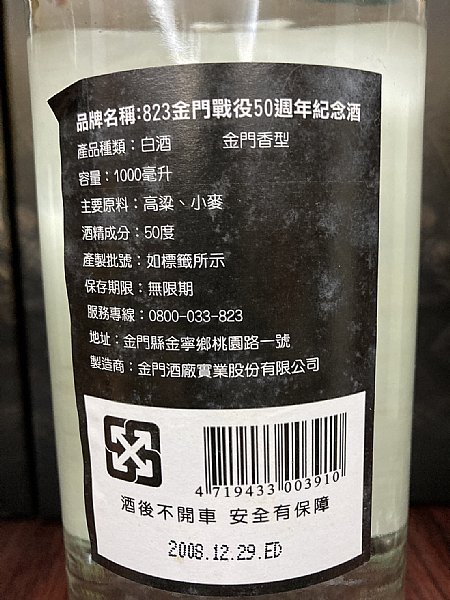 品牌名稱:823金門戰役50週年紀念酒
產品種類：白酒 金門香型
容量：1000毫升
主要原料：高粱、小麥
酒精成分：50度
產製批號：如標籤所示
保存期限：無限期
服務專線：0800-033-823
地址：金門縣金寧鄉桃園路一號
製造商：金門酒廠實業股份有限公司
4 719433 003910
酒後不開車 安全有保障
2008.12.29.ED